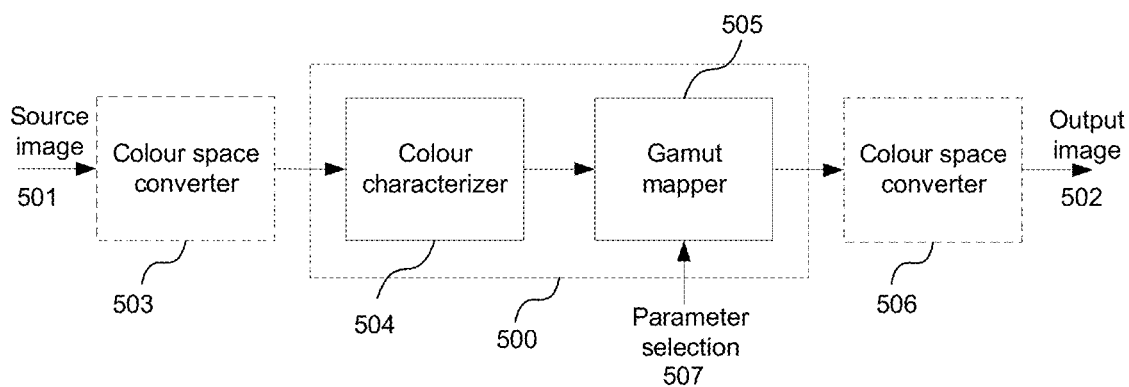 505
Source
image
501
Colour space
converter
Colour
characterizer
Gamut
mapper
Colour space
converter
Output
image
502
503
504
500
Parameter
selection
507
506